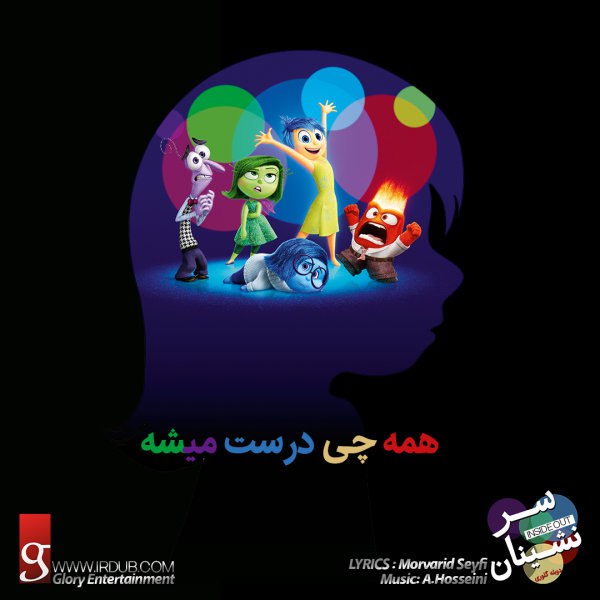 همه چی درست میشه
سر
INSIDE OUT
نشینان
دوبله گلوری
g
WWW.IRDUB.COM
Glory Entertainment
LYRICS : Morvarid Seyfi
Music: A.Hosseini